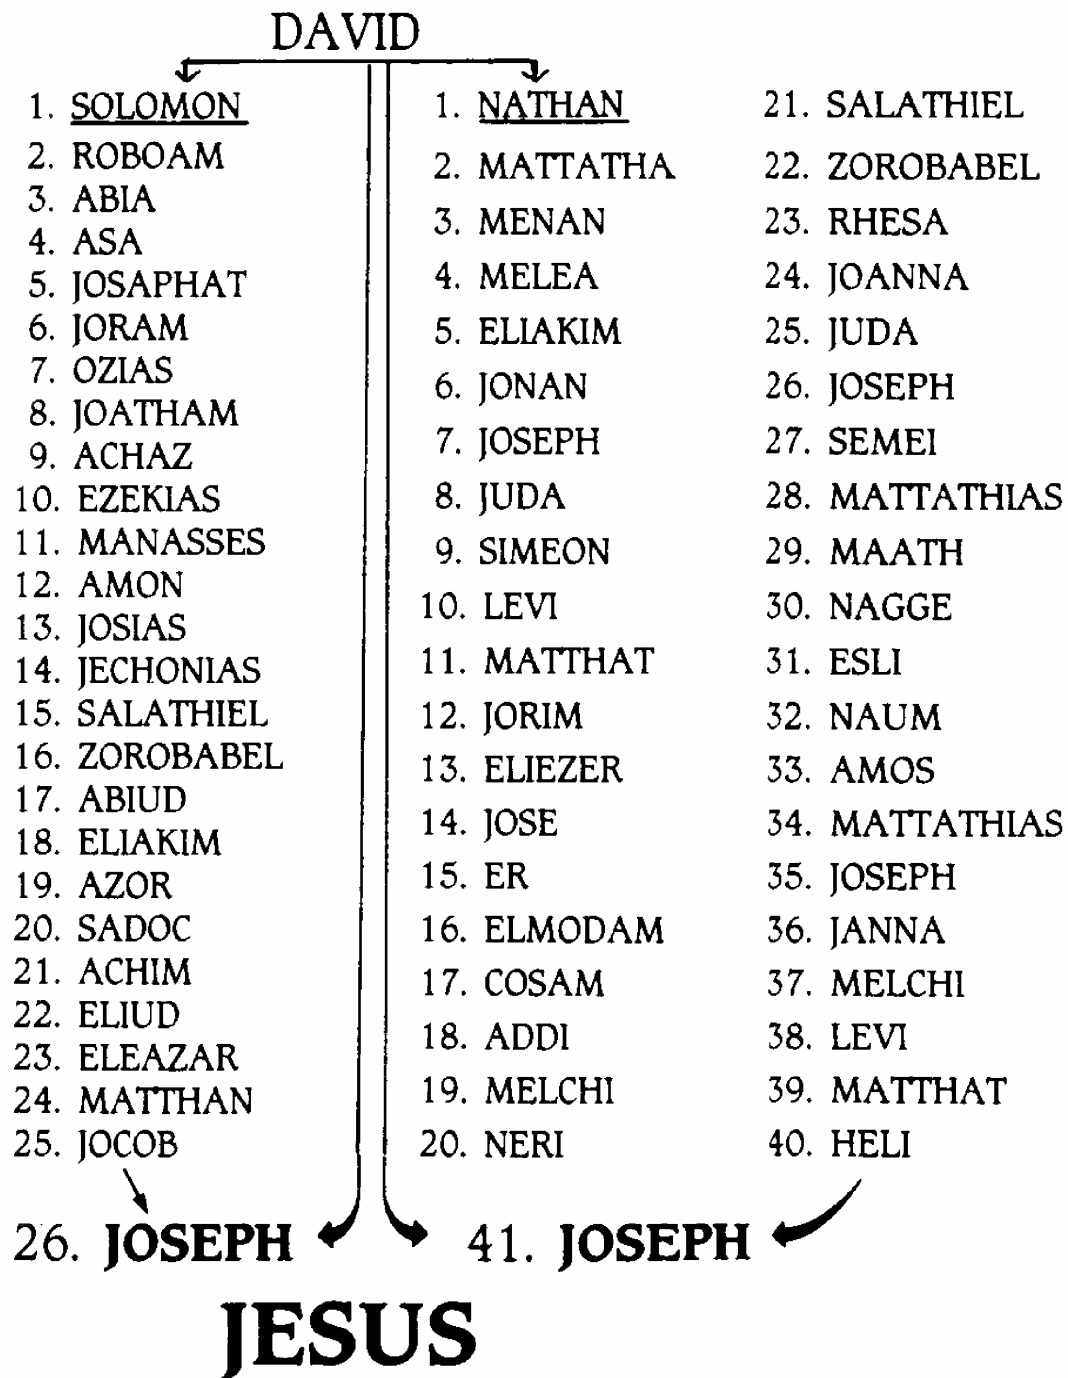 DAVID
1. SOLOMON
2. ROBOAM
3. ABIA
4. ASA
5. JOSAPHAT
6. JORAM
7. OZIAS
8. JOATHAM
9. ACHAZ
10. EZEKIAS
11. MANASSES
12. AMON
13. JOSIAS
14. JECHONIAS
15. SALATHIEL
16. ZOROBABEL
17. ABIUD
18. ELIAKIM
19. AZOR
20. SADOC
21. ACHIM
22. ELIUD
23. ELEAZAR
24. MATTHAN
25. JOCOB
26. JOSEPH
1. NATHAN
2. MATTATHA
3. MENAN
4. MELEA
5. ELIAKIM
6. JONAN
7. JOSEPH
8. JUDA
9. SIMEON
10. LEVI
11. MATTHAT
12. JORIM
13. ELIEZER
14. JOSE
15. ER
16. ELMODAM
17. COSAM
18. ADDI
19. MELCHI
20. NERI
21. SALATHIEL
22. ZOROBABEL
23. RHESA
24. JOANNA
25. JUDA
26. JOSEPH
27. SEMEI
28. MATTATHIAS
29. MAATH
30. NAGGE
31. ESLI
32. NAUM
33. AMOS
34. MATTATHIAS
35. JOSEPH
36. JANNA
37. MELCHI
38. LEVI
39. MATTHAT
40. HELI
41. JOSEPH
JESUS